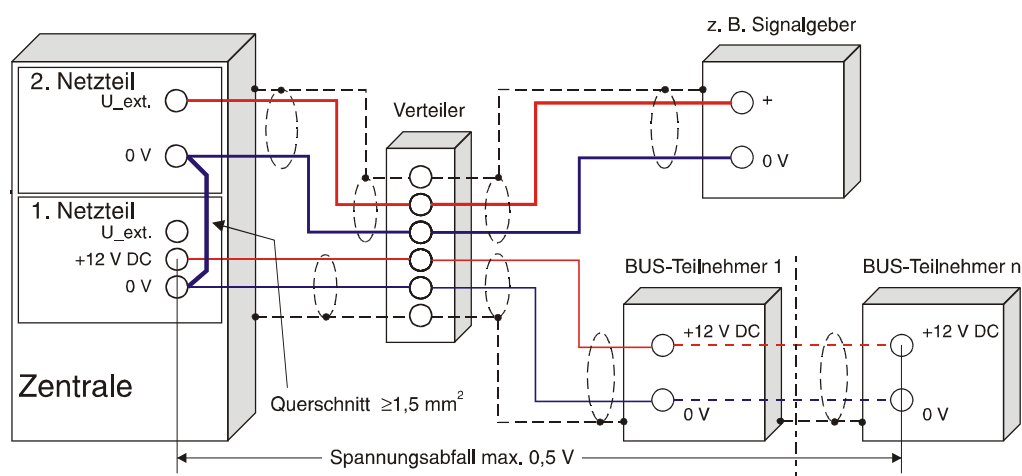 z. B. Signalgeber
2. Netzteil
U_ext.
0 V
Verteiler
+
0 V
1. Netzteil
U_ext.
+12 V DC
0 V
BUS-Teilnehmer 1
BUS-Teilnehmer n
+12 V DC
+12 V DC
0 V
0 V
Zentrale
Querschnitt ≥1,5 mm²
Spannungsabfall max. 0,5 V